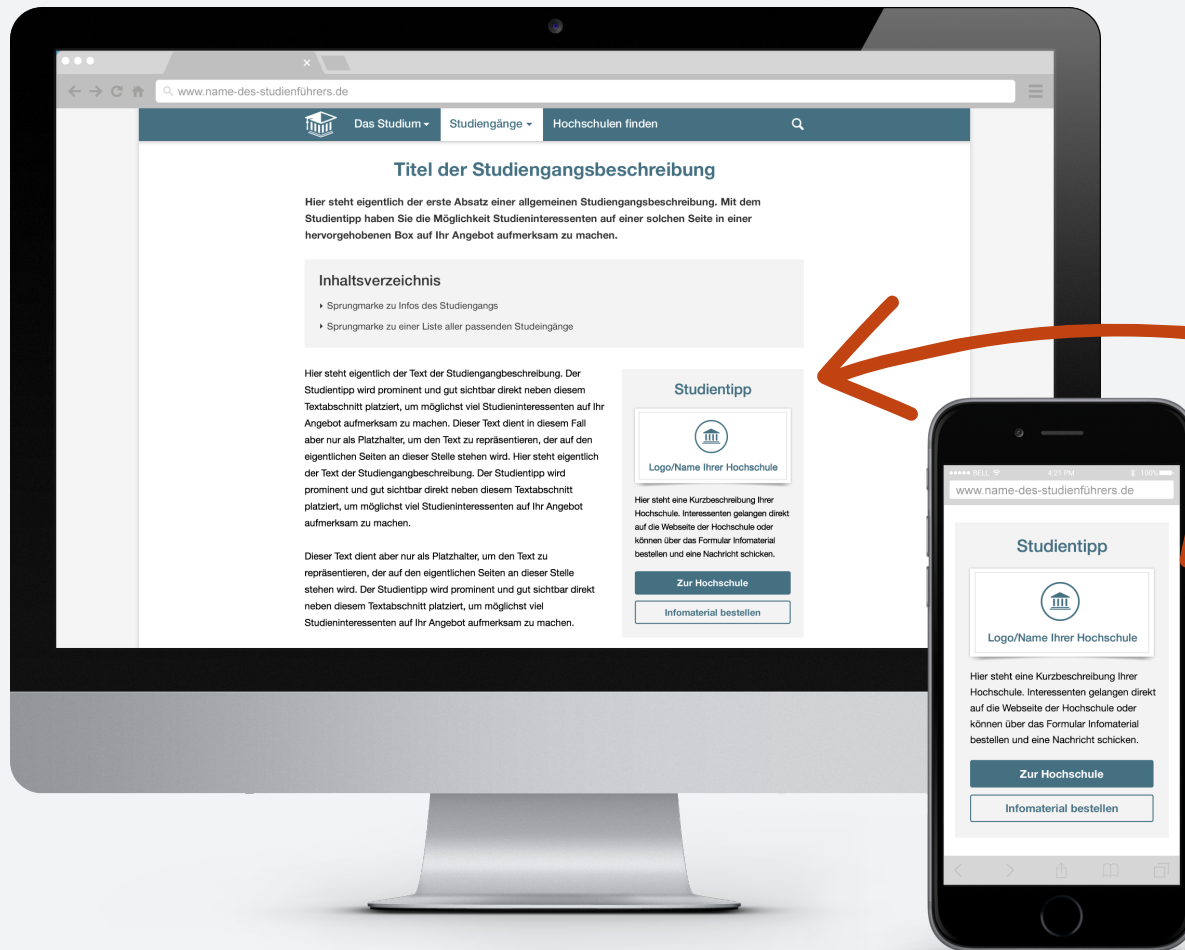 www.name-des-studienführers.de
Das Studium
Studiengänge
Hochschulen finden
Titel der Studiengangsbeschreibung
Hier steht eigentlich der erste Absatz einer allgemeinen Studiengangsbeschreibung. Mit dem
Studientipp haben Sie die Möglichkeit Studieninteressenten auf einer solchen Seite in einer
hervorgehobenen Box auf Ihr Angebot aufmerksam zu machen.
Inhaltsverzeichnis
Sprungmarke zu Infos des Studiengangs
Sprungmarke zu einer Liste aller passenden Studeingänge
Hier steht eigentlich der Text der Studiengangbeschreibung. Der
Studientipp wird prominent und gut sichtbar direkt neben diesem
Textabschnitt platziert, um möglichst viel Studieninteressenten auf Ihr
Angebot aufmerksam zu machen. Dieser Text dient in diesem Fall
aber nur als Platzhalter, um den Text zu repräsentieren, der auf den
eigentlichen Seiten an dieser Stelle stehen wird. Hier steht eigentlich
der Text der Studiengangbeschreibung. Der Studientipp wird
prominent und gut sichtbar direkt neben diesem Textabschnitt
platziert, um möglichst viel Studieninteressenten auf Ihr Angebot
aufmerksam zu machen.
Dieser Text dient aber nur als Platzhalter, um den Text zu
repräsentieren, der auf den eigentlichen Seiten an dieser Stelle
stehen wird. Der Studientipp wird prominent und gut sichtbar direkt
neben diesem Textabschnitt platziert, um möglichst viel
Studieninteressenten auf Ihr Angebot aufmerksam zu machen.
Studientipp
Logo/Name Ihrer Hochschule
Hier steht eine Kurzbeschreibung Ihrer
Hochschule. Interessenten gelangen direkt
auf die Webseite der Hochschule oder
können über das Formular Infomaterial
bestellen und eine Nachricht schicken.
Zur Hochschule
Infomaterial bestellen
BELL 4:21 PM 100%
www.name-des-studienführers.de
Studientipp
Logo/Name Ihrer Hochschule
Hier steht eine Kurzbeschreibung Ihrer
Hochschule. Interessenten gelangen direkt
auf die Webseite der Hochschule oder
können über das Formular Infomaterial
bestellen und eine Nachricht schicken.
Zur Hochschule
Infomaterial bestellen